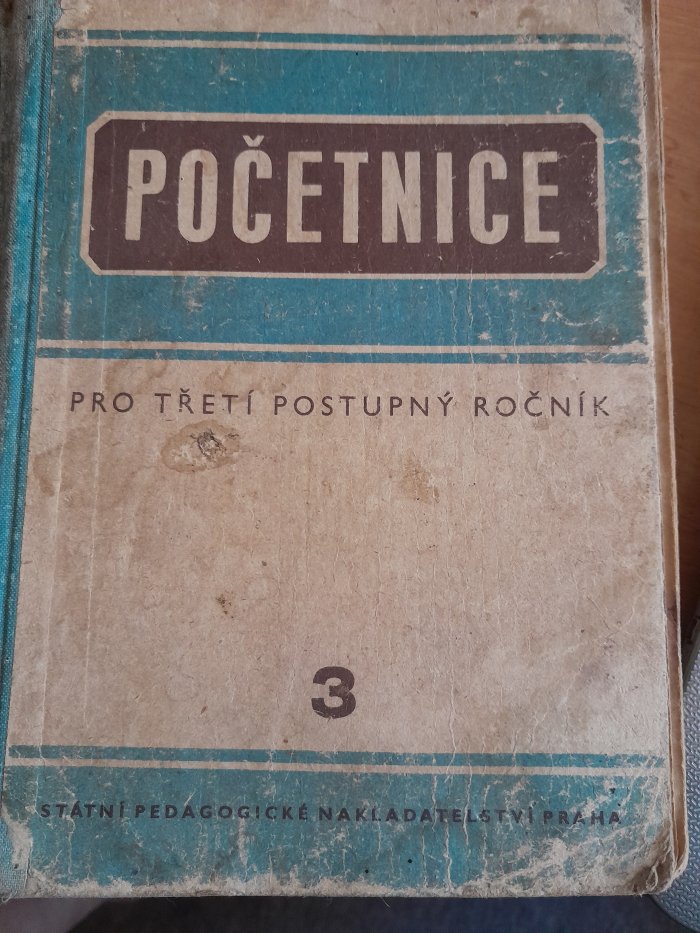 POČETNICE
PRO TŘETÍ POSTUPNÝ ROČNÍK
3
STÁTNÍ PEDAGOGICKÉ NAKLADATELSTVÍ PRAHA